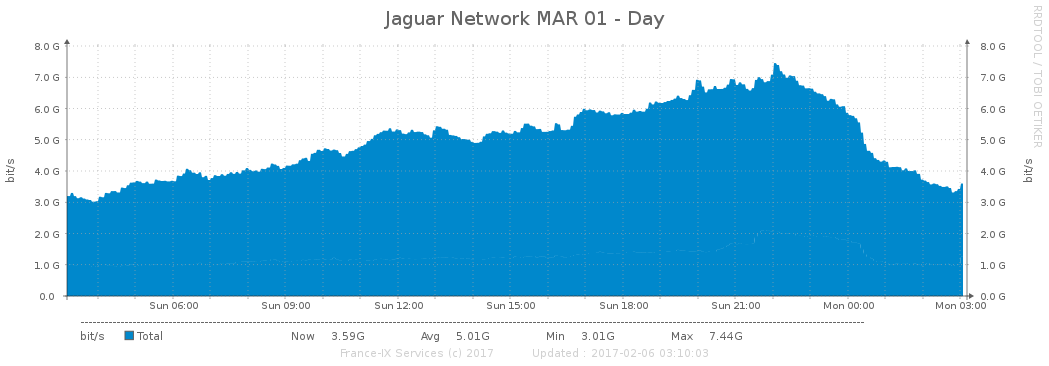 Jaguar Network MAR 01 - Day
RRDTOOL / TOBI OETIKER
8.0 G 8.0 G
7.0 G 7.0 G
6.0 G 6.0 G
5.0 G 5.0 G
4.0 G 4.0 G
3.0 G 3.0 G
2.0 G 2.0 G
1.0 G 1.0 G
0.0 0.0 G
bit/s bit/s
Sun 06:00 Sun 09:00 Sun 12:00 Sun 15:00 Sun 18:00 Sun 21:00 Mon 00:00 Mon 03:00
bit/s Total Now 3.59G Avg 5.01G Min 3.01G Max 7.44G
France-IX Services (c) 2017 Updated : 2017-02-06 03:10:03